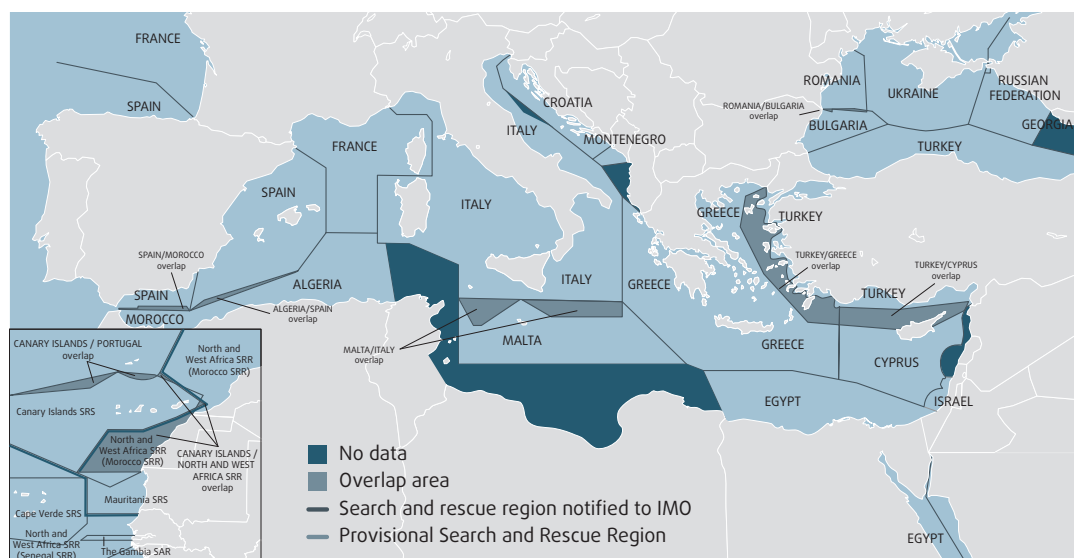 FRANCE
SPAIN
FRANCE
SPAIN
SPAIN/MOROCCO
overlap
SPAIN
MOROCCO
ALGERIA/SPAIN
overlap
ALGERIA
ITALY
CROATIA
MONTENEGRO
ITALY
ITALY
MALTA
MALTA/ITALY
overlap
GREECE
GREECE
TURKEY
TURKEY/GREECE
overlap
TURKEY/CYPRUS
overlap
TURKEY
GREECE
CYPRUS
ISRAEL
EGYPT
EGYPT
ROMANIA
ROMANIA/BULGARIA
overlap
BULGARIA
UKRAINE
RUSSIAN
FEDERATION
GEORGIA
TURKEY
CANARY ISLANDS / PORTUGAL
overlap
North and
West Africa SRR
(Morocco SRR)
Canary Islands SRS
North and
West Africa SRR
(Morocco SRR)
CANARY ISLANDS /
NORTH AND WEST
AFRICA SRR
overlap
Mauritania SRS
Cape Verde SRS
North and
West Africa SRR
(Senegal SRR)
The Gambia SAR
No data
Overlap area
Search and rescue region notified to IMO
Provisional Search and Rescue Region